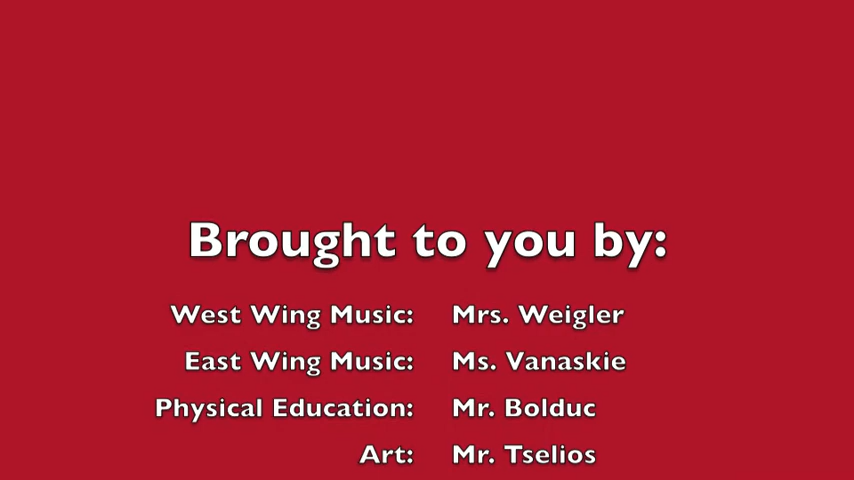 Brought to you by:
West Wing Music: Mrs. Weigler
East Wing Music: Ms. Vanaskie
Physical Education: Mr. Bolduc
Art: Mr. Tselios